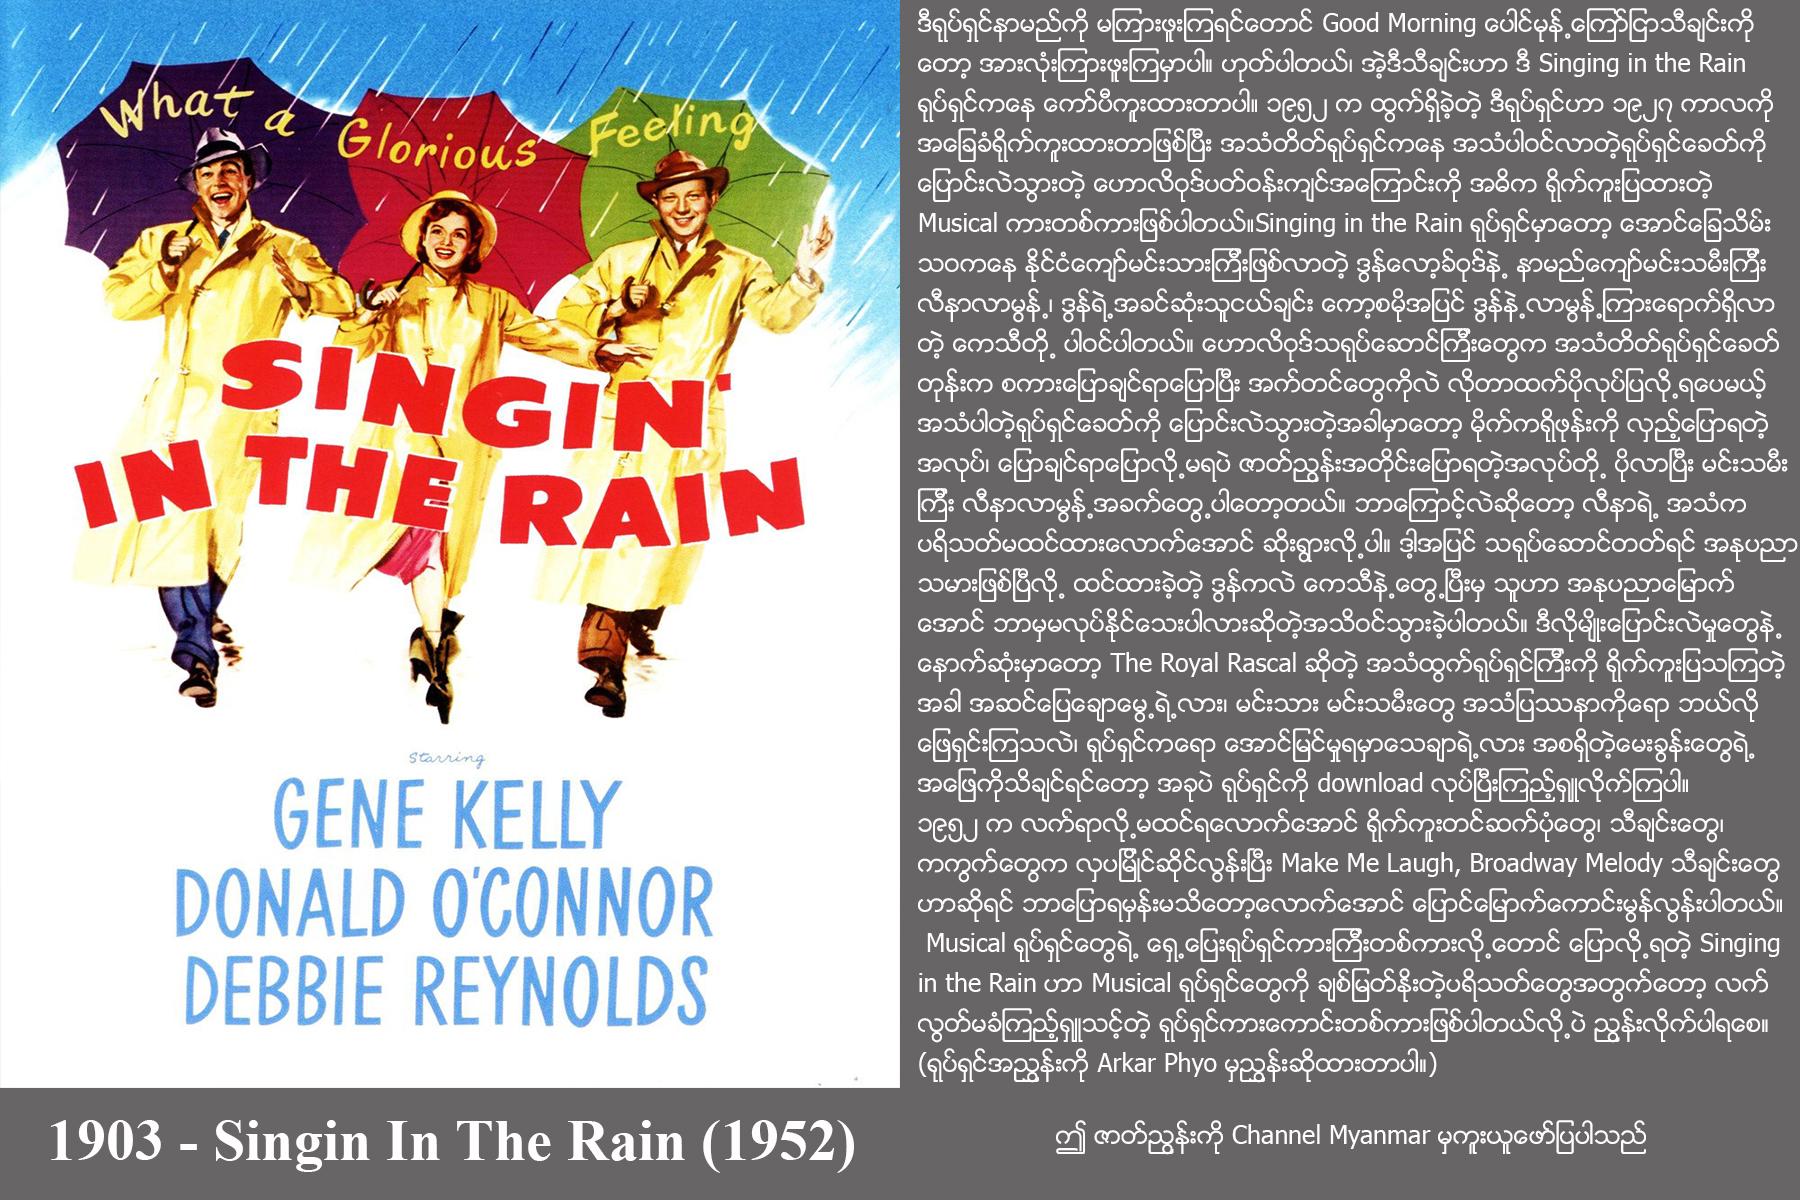 What a Glorious Feeling
SINGIN'
IN THE RAIN
Starring
GENE KELLY
DONALD O'CONNOR
DEBBIE REYNOLDS
1903 - Singin In The Rain (1952)
ဒီရုပ်ရှင်နာမည်ကို မကြားဖူးကြရင်တောင် Good Morning ပေါင်မုန့်ကြော်ငြာသီချင်းကို
တော့ အားလုံးကြားဖူးကြမှာပါ။ ဟုတ်ပါတယ်၊ အဲ့ဒီသီချင်းဟာ ဒီ Singing in the Rain
ရုပ်ရှင်ကနေ ကော်ပီကူးထားတာပါ။ ၁၉၅၂ က ထွက်ရှိခဲ့တဲ့ ဒီရုပ်ရှင်ဟာ ၁၉၂၇ ကာလကို
အခြေခံရိုက်ကူးထားတာဖြစ်ပြီး အသံတိတ်ရုပ်ရှင်ကနေ အသံပါဝင်လာတဲ့ရုပ်ရှင်ခေတ်ကို
ပြောင်းလဲသွားတဲ့ ဟောလိဝုဒ်ပတ်ဝန်းကျင်အကြောင်းကို အဓိက ရိုက်ကူးပြထားတဲ့
Musical ကားတစ်ကားဖြစ်ပါတယ်။Singing in the Rain ရုပ်ရှင်မှာတော့ အောင်ခြေသိမ်း
သဝကနေ နိုင်ငံကျော်မင်းသားကြီးဖြစ်လာတဲ့ ဒွန်လော့ခ်ဝုဒ်နဲ့ နာမည်ကျော်မင်းသမီးကြီး
လီနာလာမွန့်၊ ဒွန်ရဲ့အခင်ဆုံးသူငယ်ချင်း ကော့စမိုအပြင် ဒွန်နဲ့လာမွန့်ကြားရောက်ရှိလာ
တဲ့ ကေသီတို့ ပါဝင်ပါတယ်။ ဟောလိဝုဒ်သရုပ်ဆောင်ကြီးတွေက အသံတိတ်ရုပ်ရှင်ခေတ်
တုန်းက စကားပြောချင်ရာပြောပြီး အက်တင်တွေကိုလဲ လိုတာထက်ပိုလုပ်ပြလို့ရပေမယ့်
အသံပါတဲ့ရုပ်ရှင်ခေတ်ကို ပြောင်းလဲသွားတဲ့အခါမှာတော့ မိုက်ကရိုဖုန်းကို လှည့်ပြောရတဲ့
အလုပ်၊ ပြောချင်ရာပြောလို့မရပဲ ဇာတ်ညွှန်းအတိုင်းပြောရတဲ့အလုပ်တို့ ပိုလာပြီး မင်းသမီး
ကြီး လီနာလာမွန့်အခက်တွေ့ပါတော့တယ်။ ဘာကြောင့်လဲဆိုတော့ လီနာရဲ့ အသံက
ပရိသတ်မထင်ထားလောက်အောင် ဆိုးရွားလို့ပါ။ ဒါ့အပြင် သရုပ်ဆောင်တတ်ရင် အနုပညာ
သမားဖြစ်ပြီလို့ ထင်ထားခဲ့တဲ့ ဒွန်ကလဲ ကေသီနဲ့တွေ့ပြီးမှ သူဟာ အနုပညာမြောက်
အောင် ဘာမှမလုပ်နိုင်သေးပါလားဆိုတဲ့အသိဝင်သွားခဲ့ပါတယ်။ ဒီလိုမျိုးပြောင်းလဲမှုတွေနဲ့
နောက်ဆုံးမှာတော့ The Royal Rascal ဆိုတဲ့ အသံထွက်ရုပ်ရှင်ကြီးကို ရိုက်ကူးပြသကြတဲ့
အခါ အဆင်ပြေချောမွေ့ရဲ့လား၊ မင်းသား မင်းသမီးတွေ အသံပြဿနာကိုရော ဘယ်လို
ဖြေရှင်းကြသလဲ၊ ရုပ်ရှင်ကရော အောင်မြင်မှုရမှာသေချာရဲ့လား အစရှိတဲ့မေးခွန်းတွေရဲ့
အဖြေကိုသိချင်ရင်တော့ အခုပဲ ရုပ်ရှင်ကို download လုပ်ပြီးကြည့်ရှုလိုက်ကြပါ။
၁၉၅၂ က လက်ရာလို့မထင်ရလောက်အောင် ရိုက်ကူးတင်ဆက်ပုံတွေ၊ သီချင်းတွေ၊
ကကွက်တွေက လှပမြိုင်ဆိုင်လွန်းပြီး Make Me Laugh, Broadway Melody သီချင်းတွေ
ဟာဆိုရင် ဘာပြောရမှန်းမသိတော့လောက်အောင် ပြောင်မြောက်ကောင်းမွန်လွန်းပါတယ်။
Musical ရုပ်ရှင်တွေရဲ့ ရှေ့ပြေးရုပ်ရှင်ကားကြီးတစ်ကားလို့တောင် ပြောလို့ရတဲ့ Singing
in the Rain ဟာ Musical ရုပ်ရှင်တွေကို ချစ်မြတ်နိုးတဲ့ပရိသတ်တွေအတွက်တော့ လက်
လွတ်မခံကြည့်ရှုသင့်တဲ့ ရုပ်ရှင်ကားကောင်းတစ်ကားဖြစ်ပါတယ်လို့ပဲ ညွှန်းလိုက်ပါရစေ။
(ရုပ်ရှင်အညွှန်းကို Arkar Phyo မှညွှန်းဆိုထားတာပါ။)
ဤ ဇာတ်ညွှန်းကို Channel Myanmar မှကူးယူဖော်ပြပါသည်